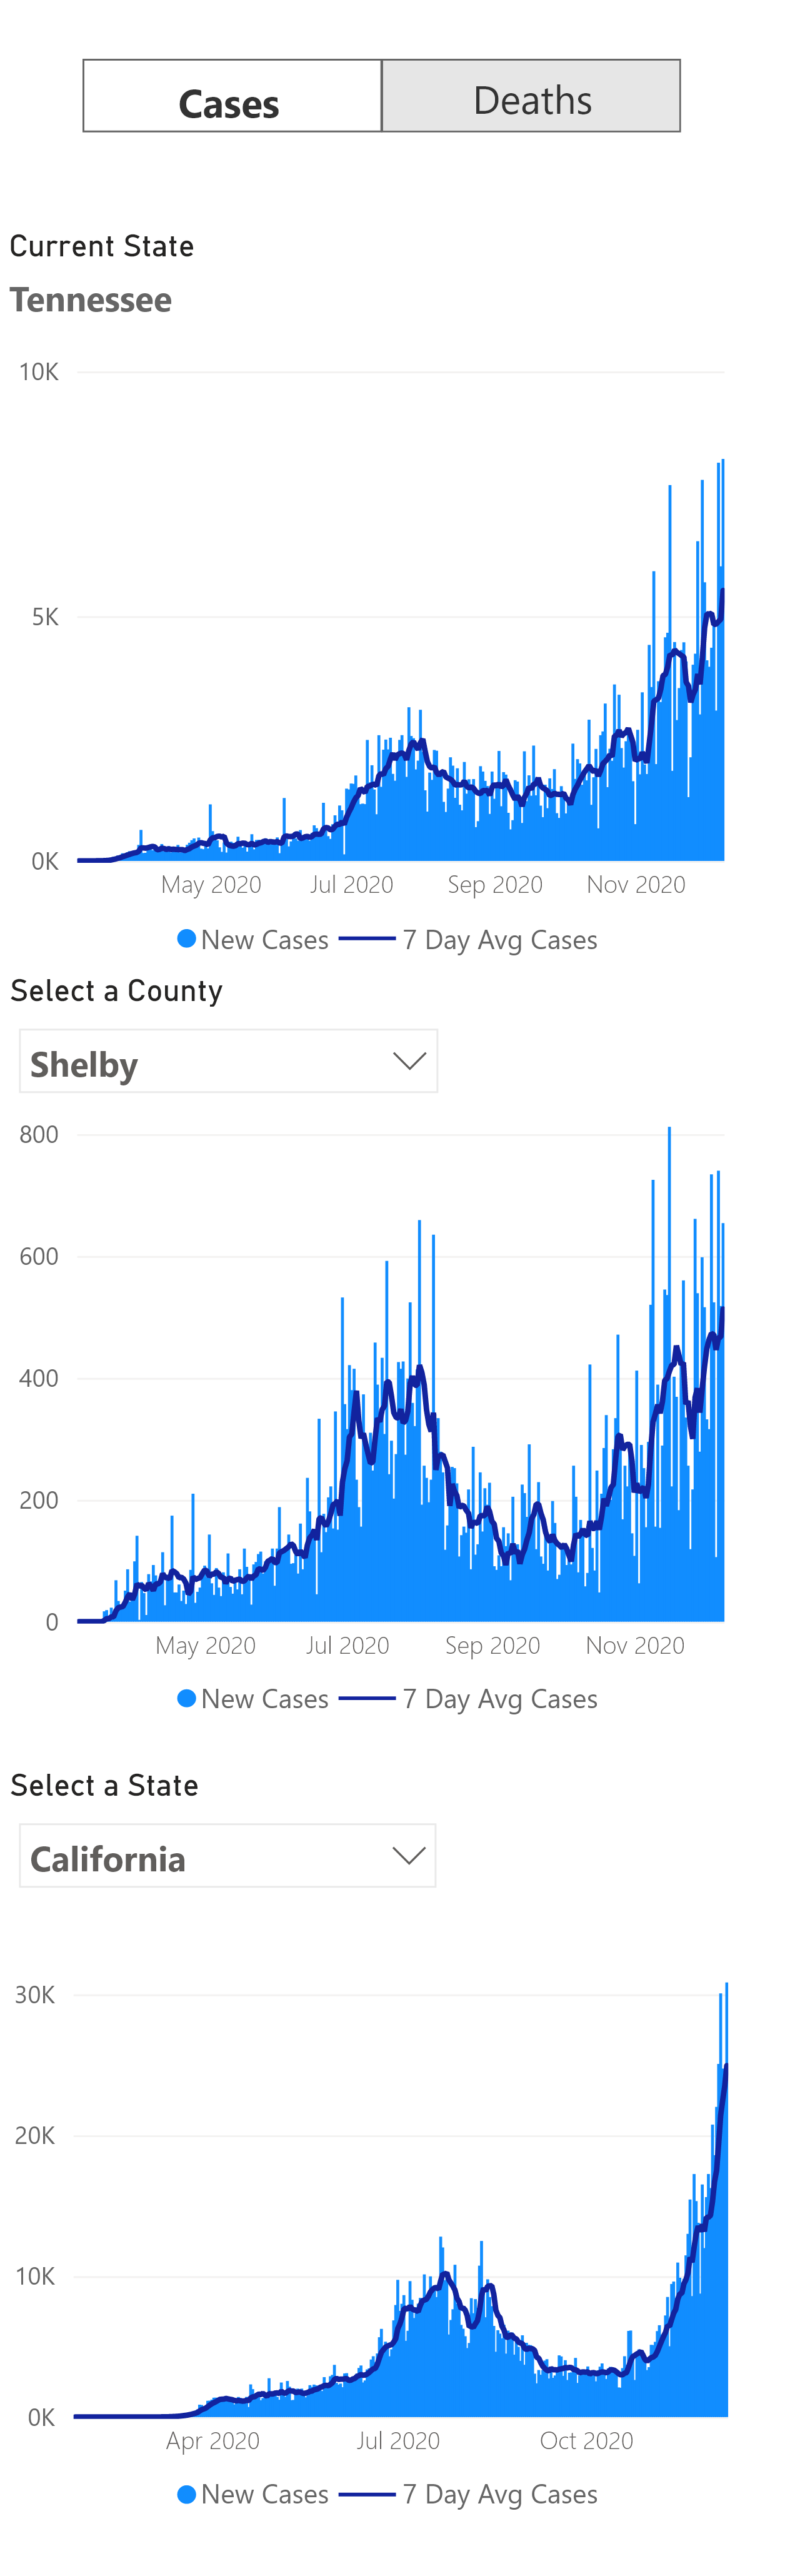 Cases Deaths
Current State
Tennessee
10K
5K
0K
May 2020 Jul 2020 Sep 2020 Nov 2020
New Cases 7 Day Avg Cases
Select a County
Shelby
800
600
400
200
0
May 2020 Jul 2020 Sep 2020 Nov 2020
New Cases 7 Day Avg Cases
Select a State
California
30K
20K
10K
0K
Apr 2020 Jul 2020 Oct 2020
New Cases 7 Day Avg Cases